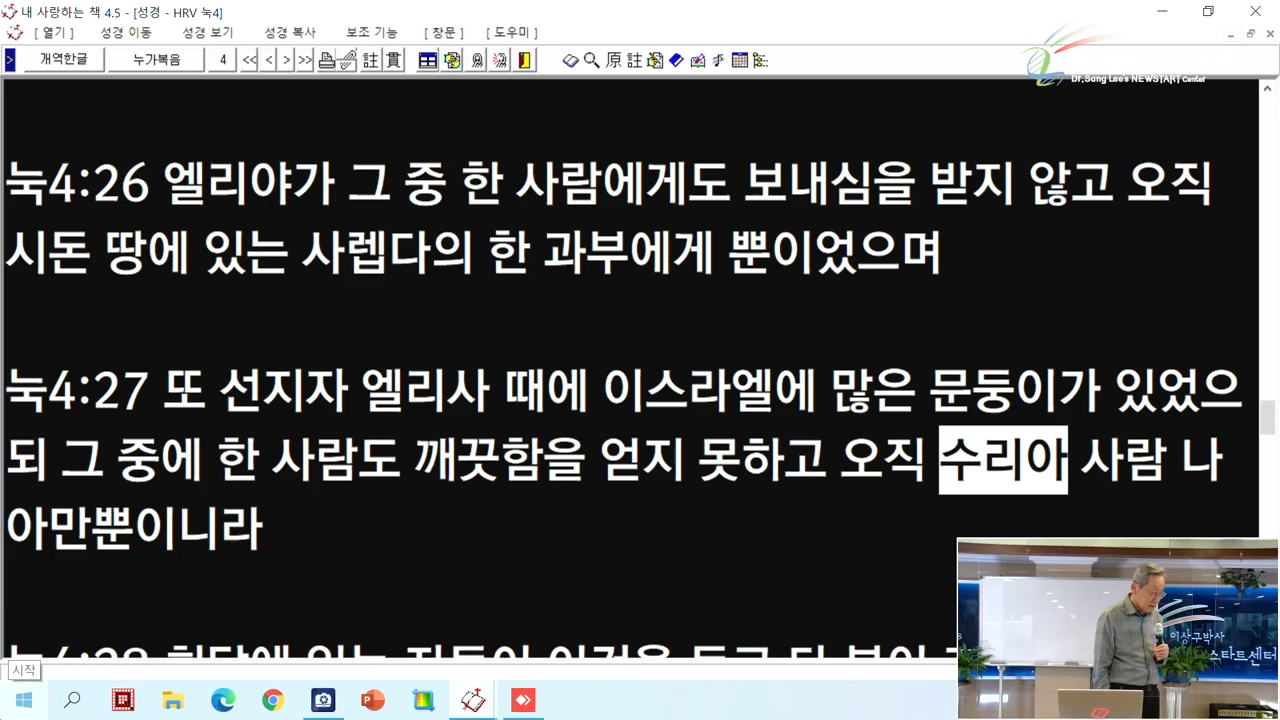 내 사랑하는 책 4.5 - [성경 - HRV 눅4]
[ 열기 ] 성경 이동 성경 보기 성경 복사 보조 기능 [ 창문 ] [ 도우미 ]
> 개역한글 누가복음 4 << < > >> 註 貫 原 註
Dr.Sang Lee's NEWSTART Center
눅4:26 엘리야가 그 중 한 사람에게도 보내심을 받지 않고 오직
시돈 땅에 있는 사렙다의 한 과부에게 뿐이었으며
눅4:27 또 선지자 엘리사 때에 이스라엘에 많은 문둥이가 있었으
되 그 중에 한 사람도 깨끗함을 얻지 못하고 오직 수리아 사람 나
아만뿐이니라
이상구박사
스타트센터
시작